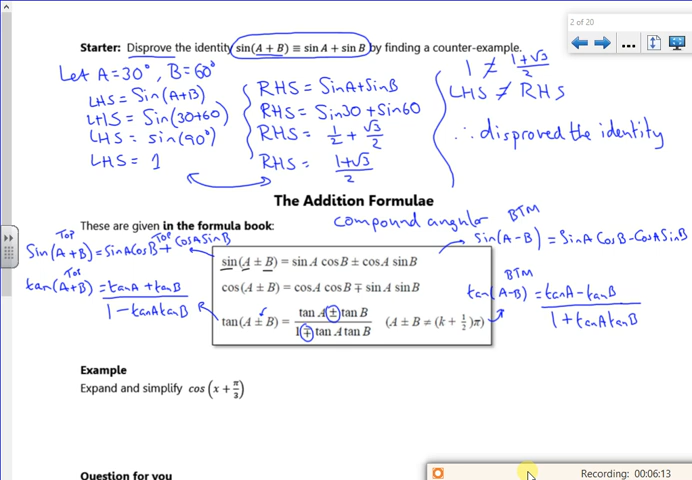 2 of 20
Starter: Disprove the identity sin(A + B) ≡ sin A + sin B by finding a counter-example.
Let A=30°, B=60°
LHS = Sin(A+B)
LHS = Sin(30+60)
LHS = sin(90°)
LHS = 1
RHS = SinA+SinB
RHS = Sin30 + Sin60
RHS = 1/2 + √3/2
RHS = 1+√3/2
1 ≠ 1+√3/2
LHS ≠ RHS
∴ disproved the identity
The Addition Formulae
These are given in the formula book:
compound angular
Top
Sin(A+B) = SinACosB + CosASinB
Top
Top
tan(A+B) = tanA + tanB / 1 - tanAtanB
sin(A ± B) = sin A cos B ± cos A sin B
cos(A ± B) = cos A cos B ∓ sin A sin B
tan(A ± B) = tan A ± tan B / 1 ∓ tan A tan B (A ± B ≠ (k + 1/2)π)
BTM
Sin(A-B) = SinA CosB - CosA SinB
BTM
tan(A-B) = tanA - tanB / 1 + tanAtanB
Example
Expand and simplify cos (x + π/3)
Question for you
Recording: 00:06:13